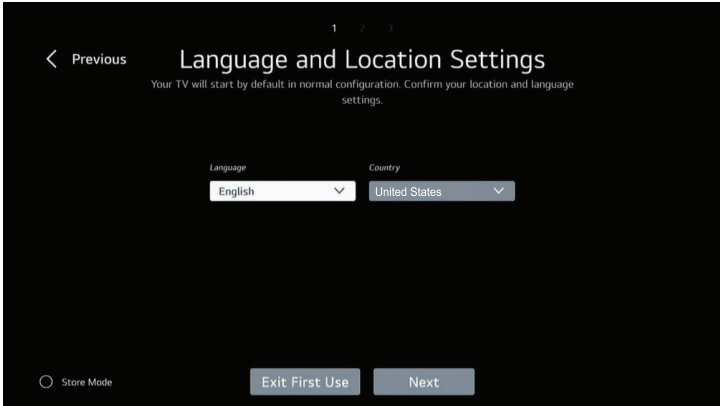 1 2 3
Previous
Language and Location Settings
Your TV will start by default in normal configuration. Confirm your location and language
settings.
Language Country
English United States
Store Mode
Exit First Use Next